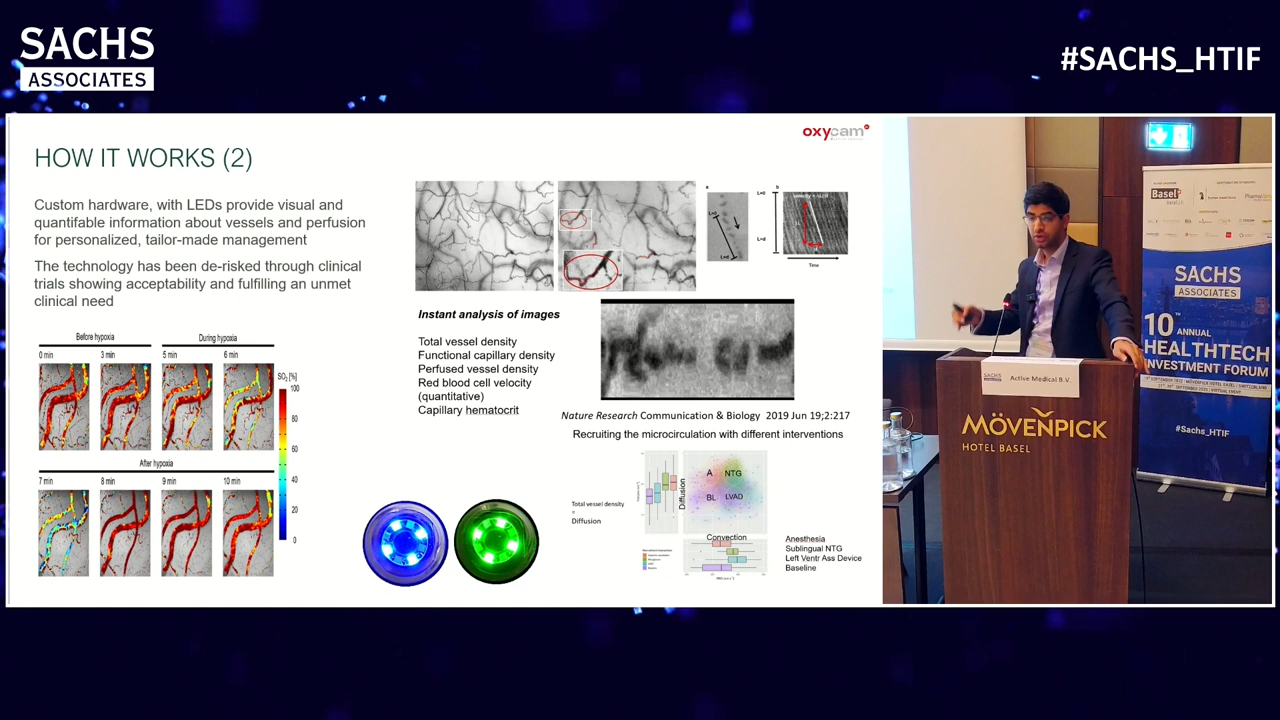 SACHS
ASSOCIATES
#SACHS_HTIF
oxycam
HOW IT WORKS (2)
Custom hardware, with LEDs provide visual and
quantifable information about vessels and perfusion
for personalized, tailor-made management
The technology has been de-risked through clinical
trials showing acceptability and fulfilling an unmet
clinical need
Before hypoxia
During hypoxia
0 min
3 min
5 min
6 min
SO₂ [%]
100
80
60
40
20
0
After hypoxia
7 min
8 min
9 min
10 min
a
b
L=0
L=d
L=0
L=d
Time
Instant analysis of images
Total vessel density
Functional capillary density
Perfused vessel density
Red blood cell velocity
(quantitative)
Capillary hematocrit
Nature Research Communication & Biology 2019 Jun 19;2:217
Recruiting the microcirculation with different interventions
Total vessel density
=
Diffusion
Diffusion
A
NTG
BL
LVAD
Convection
Anesthesia
Sublingual NTG
Left Ventr Ass Device
Baseline
SACHS
Active Medical B.V.
MÖVENPICK
HOTEL BASEL
Basel
SACHS
ASSOCIATES
10TH ANNUAL
HEALTHTECH
INVESTMENT FORUM
#Sachs_HTIF